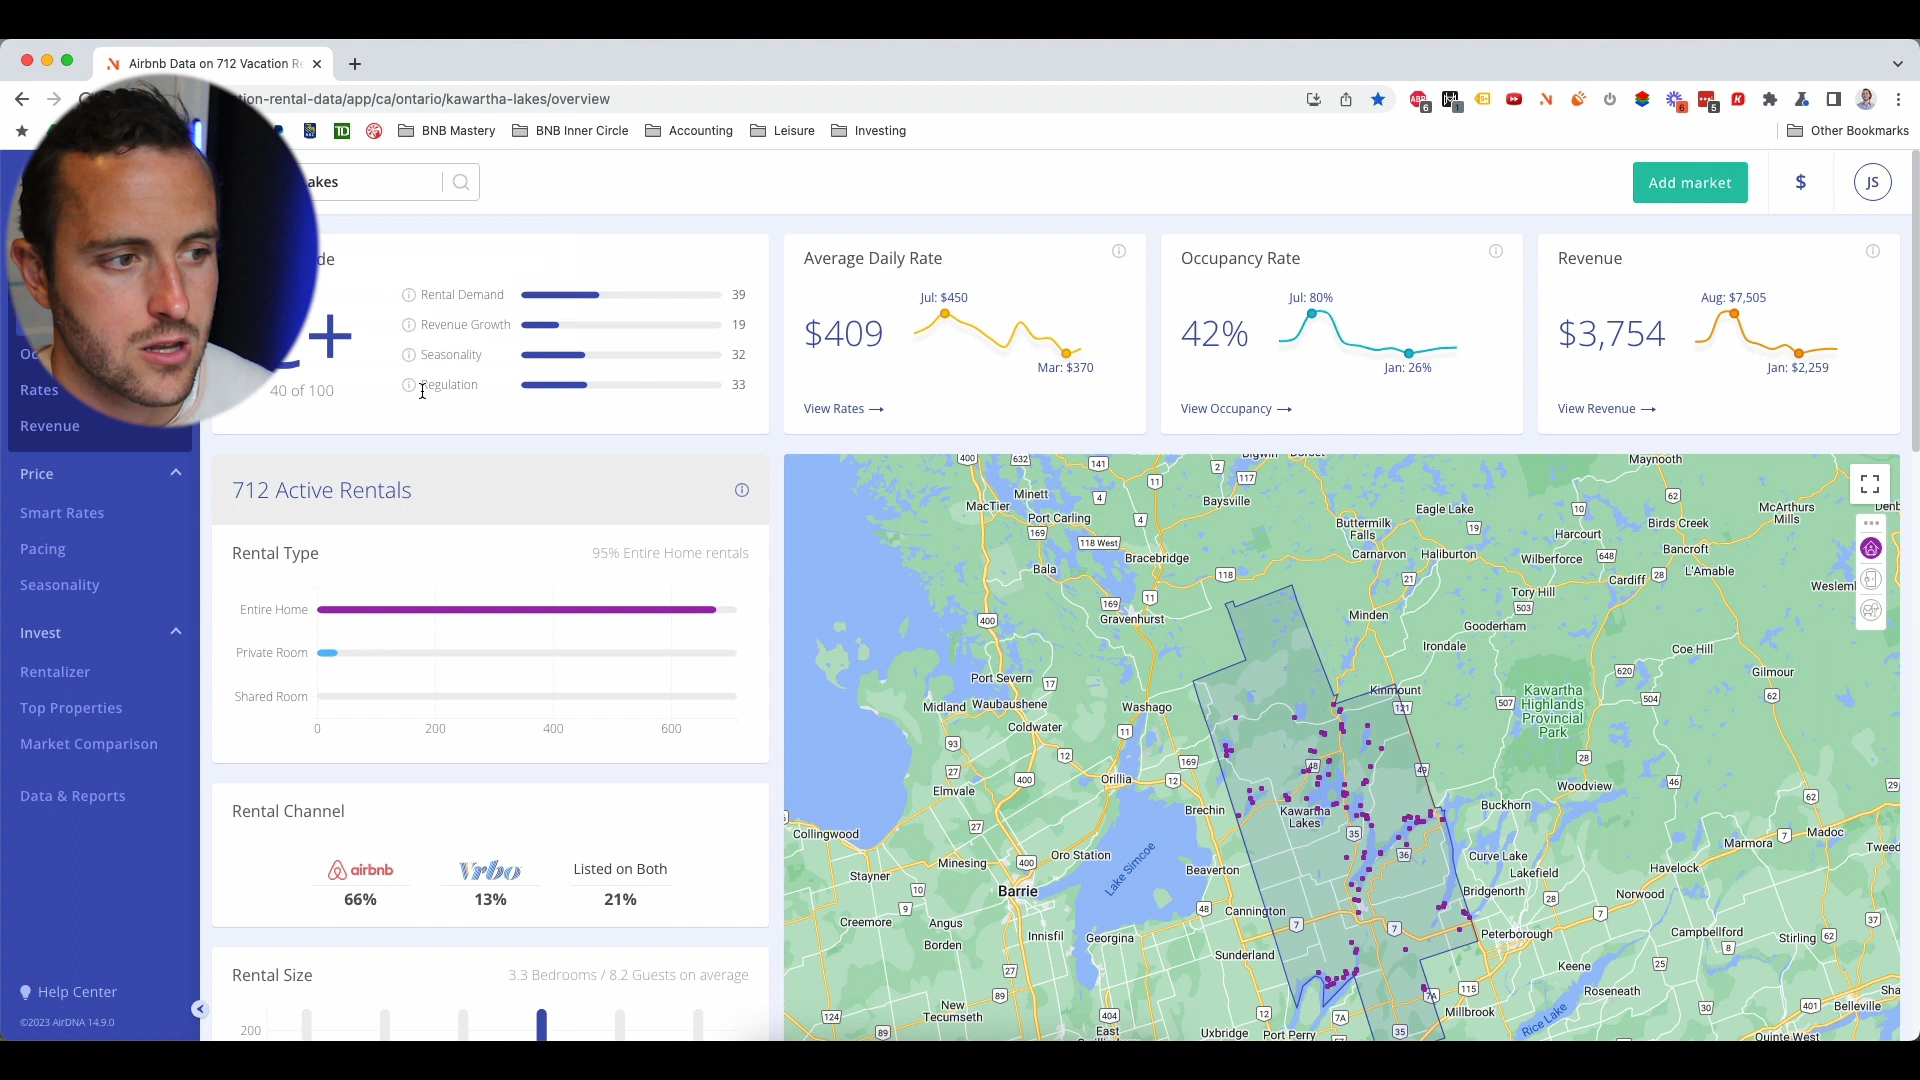 Airbnb Data on 712 Vacation Re
tion-rental-data/app/ca/ontario/kawartha-lakes/overview
TD
BNB Mastery
BNB Inner Circle
Accounting
Leisure
Investing
Other Bookmarks
akes
Add market
$
JS
de
+
40 of 100
Rental Demand 39
Revenue Growth 19
Seasonality 32
Regulation 33
Average Daily Rate
$409
Jul: $450
Mar: $370
View Rates →
Occupancy Rate
42%
Jul: 80%
Jan: 26%
View Occupancy →
Revenue
$3,754
Aug: $7,505
Jan: $2,259
View Revenue →
Oc
Rates
Revenue
Price
Smart Rates
Pacing
Seasonality
Invest
Rentalizer
Top Properties
Market Comparison
Data & Reports
Help Center
©2023 AirDNA 14.9.0
712 Active Rentals
Rental Type
95% Entire Home rentals
Entire Home
Private Room
Shared Room
0 200 400 600
Rental Channel
airbnb
66%
Vrbo
13%
Listed on Both
21%
Rental Size
3.3 Bedrooms / 8.2 Guests on average
200
Maynooth
MacTier
Minett
Port Carling
Baysville
Eagle Lake
McArthurs
Mills
Buttermilk
Falls
Birds Creek
Harcourt
118 West
Bracebridge
Carnarvon
Haliburton
Wilberforce
Bancroft
Bala
Cardiff
L'Amable
Tory Hill
Gravenhurst
Minden
Gooderham
Irondale
Coe Hill
Port Severn
Gilmour
Kinmount
Kawartha
Highlands
Provincial
Park
Midland
Waubaushene
Washago
Coldwater
Orillia
Elmvale
Woodview
Brechin
Buckhorn
Kawartha
Lakes
Collingwood
Madoc
Marmora
Tweed
Minesing
Oro Station
Lake Simcoe
Beaverton
Curve Lake
Lakefield
Havelock
Stayner
Barrie
Bridgenorth
Norwood
Cannington
Creemore
Angus
Innisfil
Georgina
Peterborough
Campbellford
Stirling
Borden
Sunderland
Keene
New
Tecumseth
Roseneath
Millbrook
Rice Lake
Belleville
East
Uxbridge
Port Perry
Quinte West